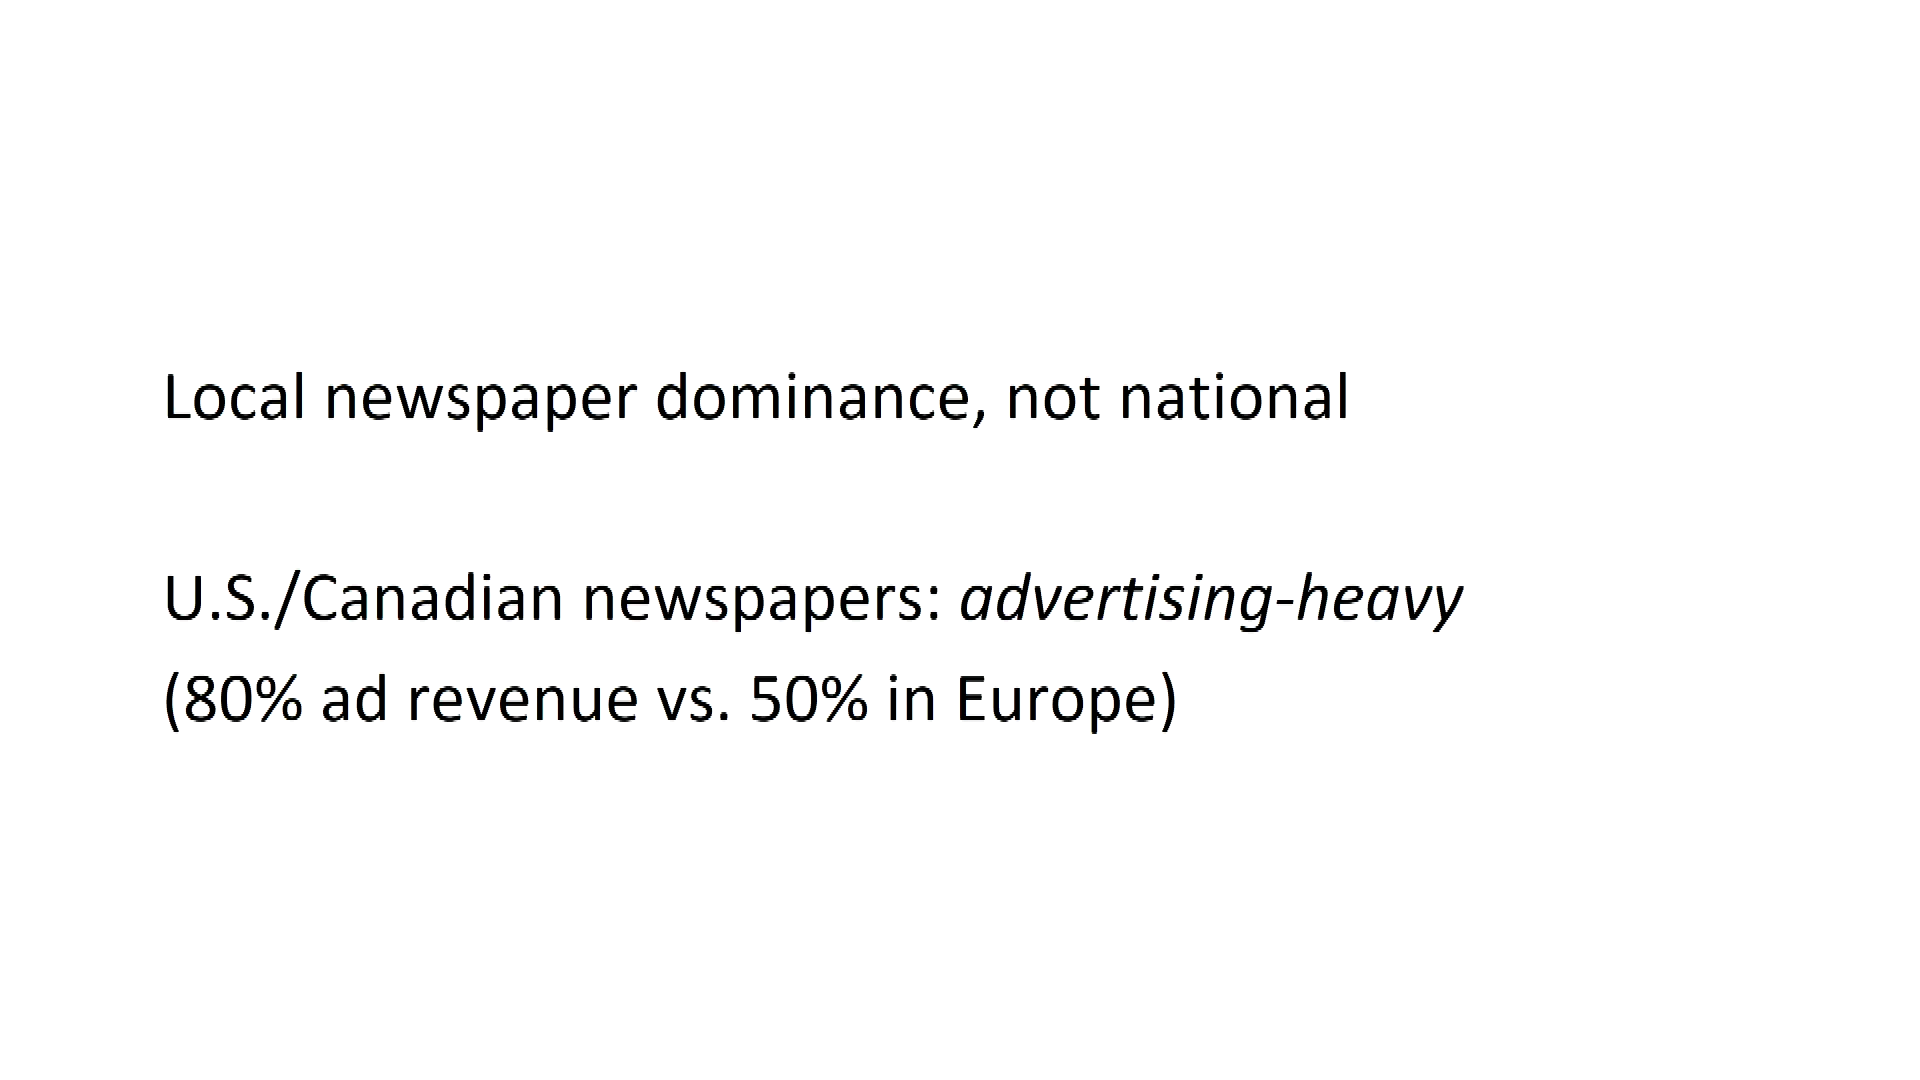 Local newspaper dominance, not national
U.S./Canadian newspapers: advertising-heavy
(80% ad revenue vs. 50% in Europe)